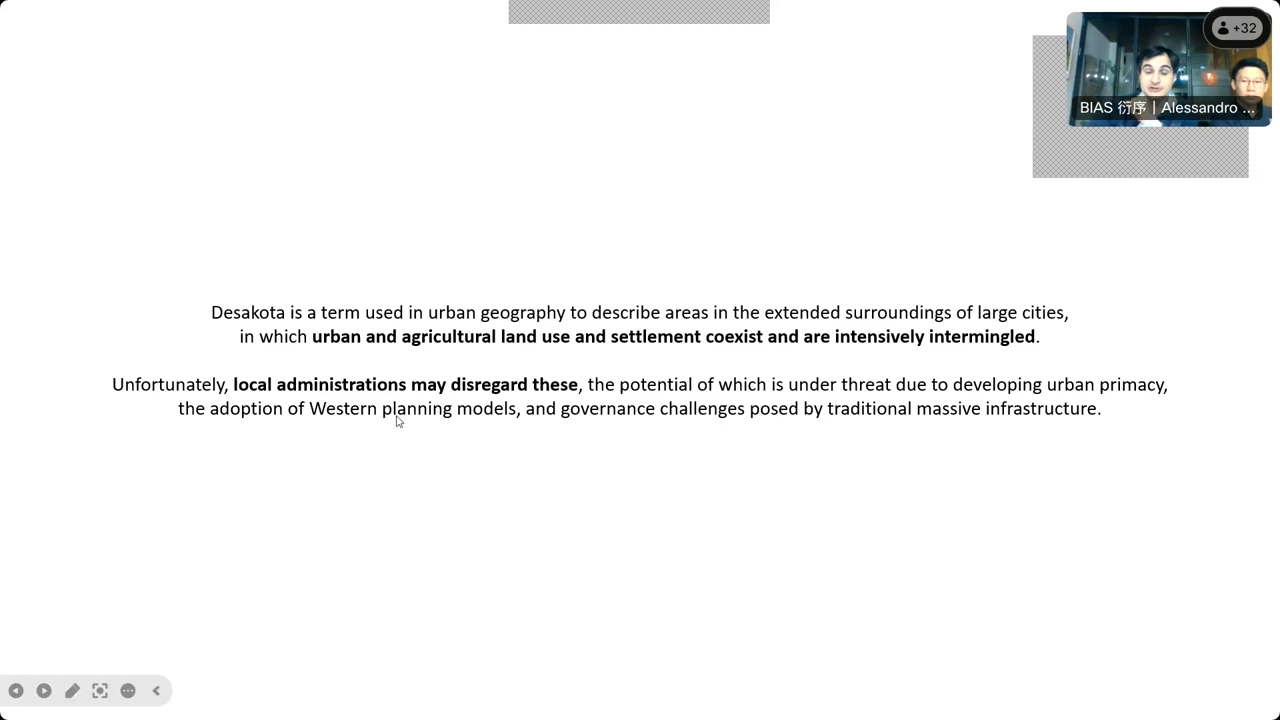 +32
BIAS 衍序 | Alessandro ...
Desakota is a term used in urban geography to describe areas in the extended surroundings of large cities,
in which urban and agricultural land use and settlement coexist and are intensively intermingled.
Unfortunately, local administrations may disregard these, the potential of which is under threat due to developing urban primacy,
the adoption of Western planning models, and governance challenges posed by traditional massive infrastructure.